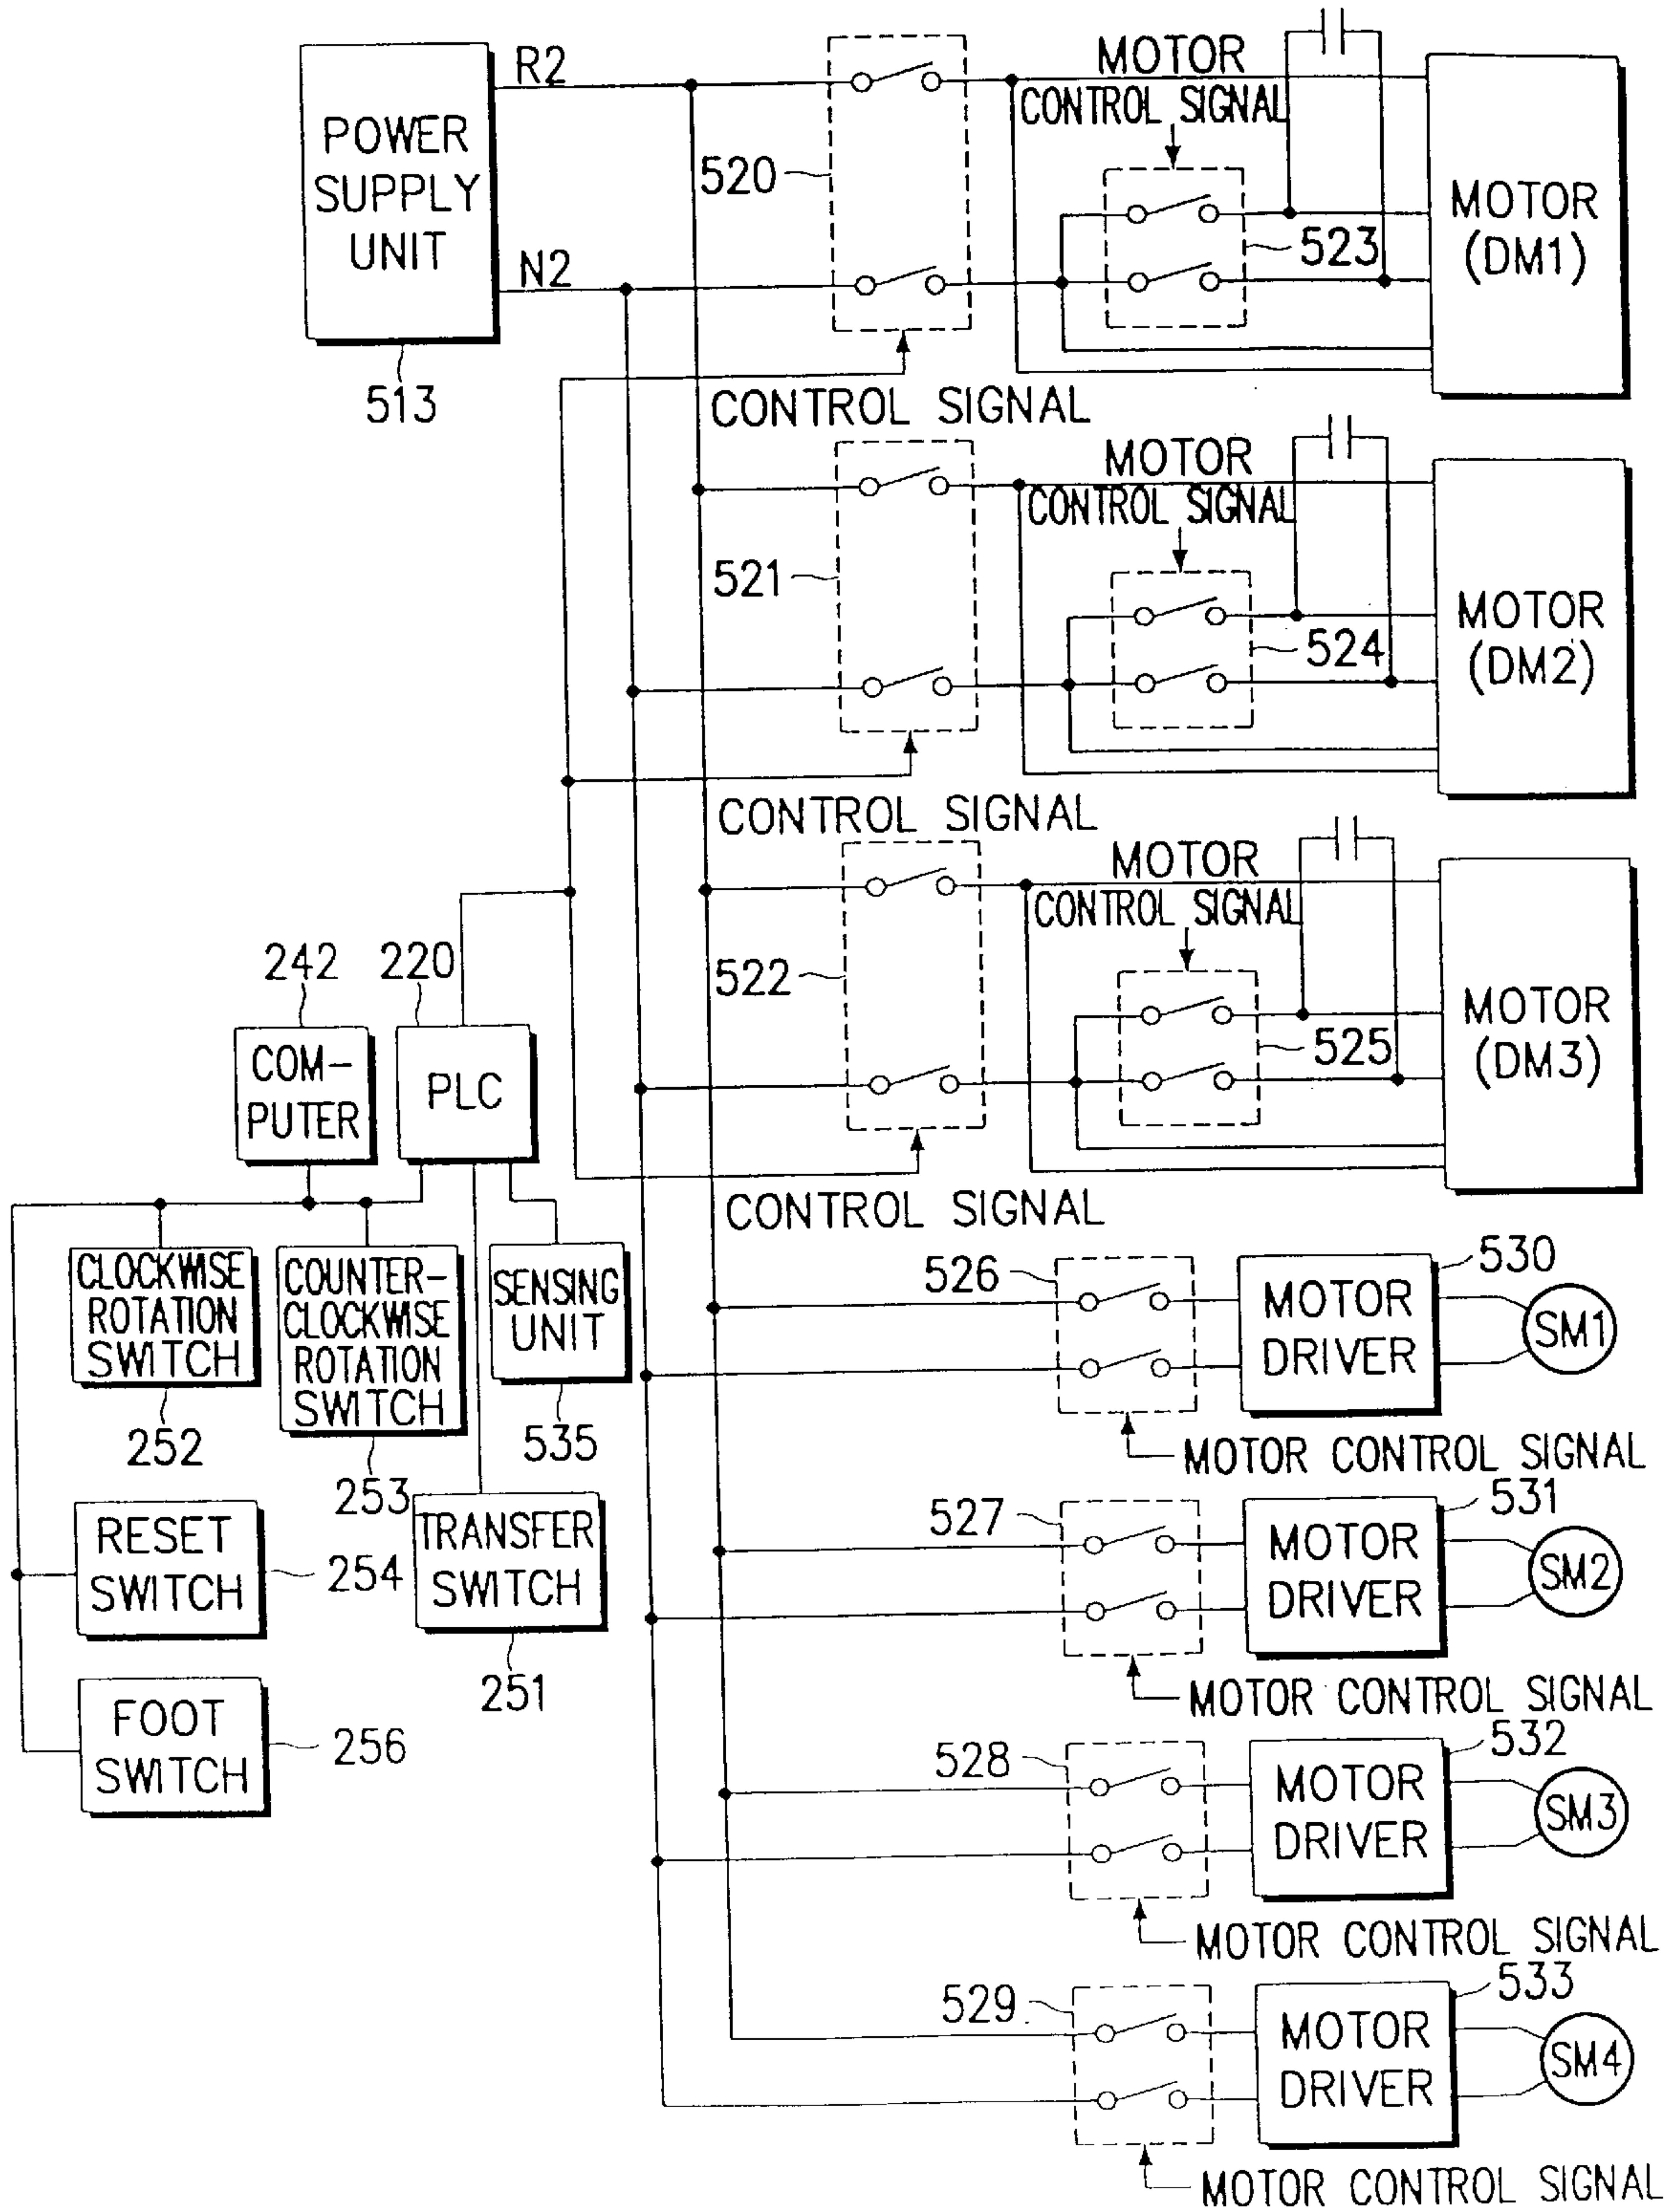 POWER
SUPPLY
UNIT
513
R2
N2
520
MOTOR
CONTROL SIGNAL
523
MOTOR
(DM1)
CONTROL SIGNAL
521
MOTOR
CONTROL SIGNAL
524
MOTOR
(DM2)
CONTROL SIGNAL
522
MOTOR
CONTROL SIGNAL
525
MOTOR
(DM3)
CONTROL SIGNAL
242
COM-
PUTER
220
PLC
CLOCKWISE
ROTATION
SWITCH
252
COUNTER-
CLOCKWISE
ROTATION
SWITCH
253
SENSING
UNIT
535
RESET
SWITCH
254
TRANSFER
SWITCH
251
FOOT
SWITCH
256
526
MOTOR
DRIVER
530
SM1
MOTOR CONTROL SIGNAL
527
MOTOR
DRIVER
531
SM2
MOTOR CONTROL SIGNAL
528
MOTOR
DRIVER
532
SM3
MOTOR CONTROL SIGNAL
529
MOTOR
DRIVER
533
SM4
MOTOR CONTROL SIGNAL